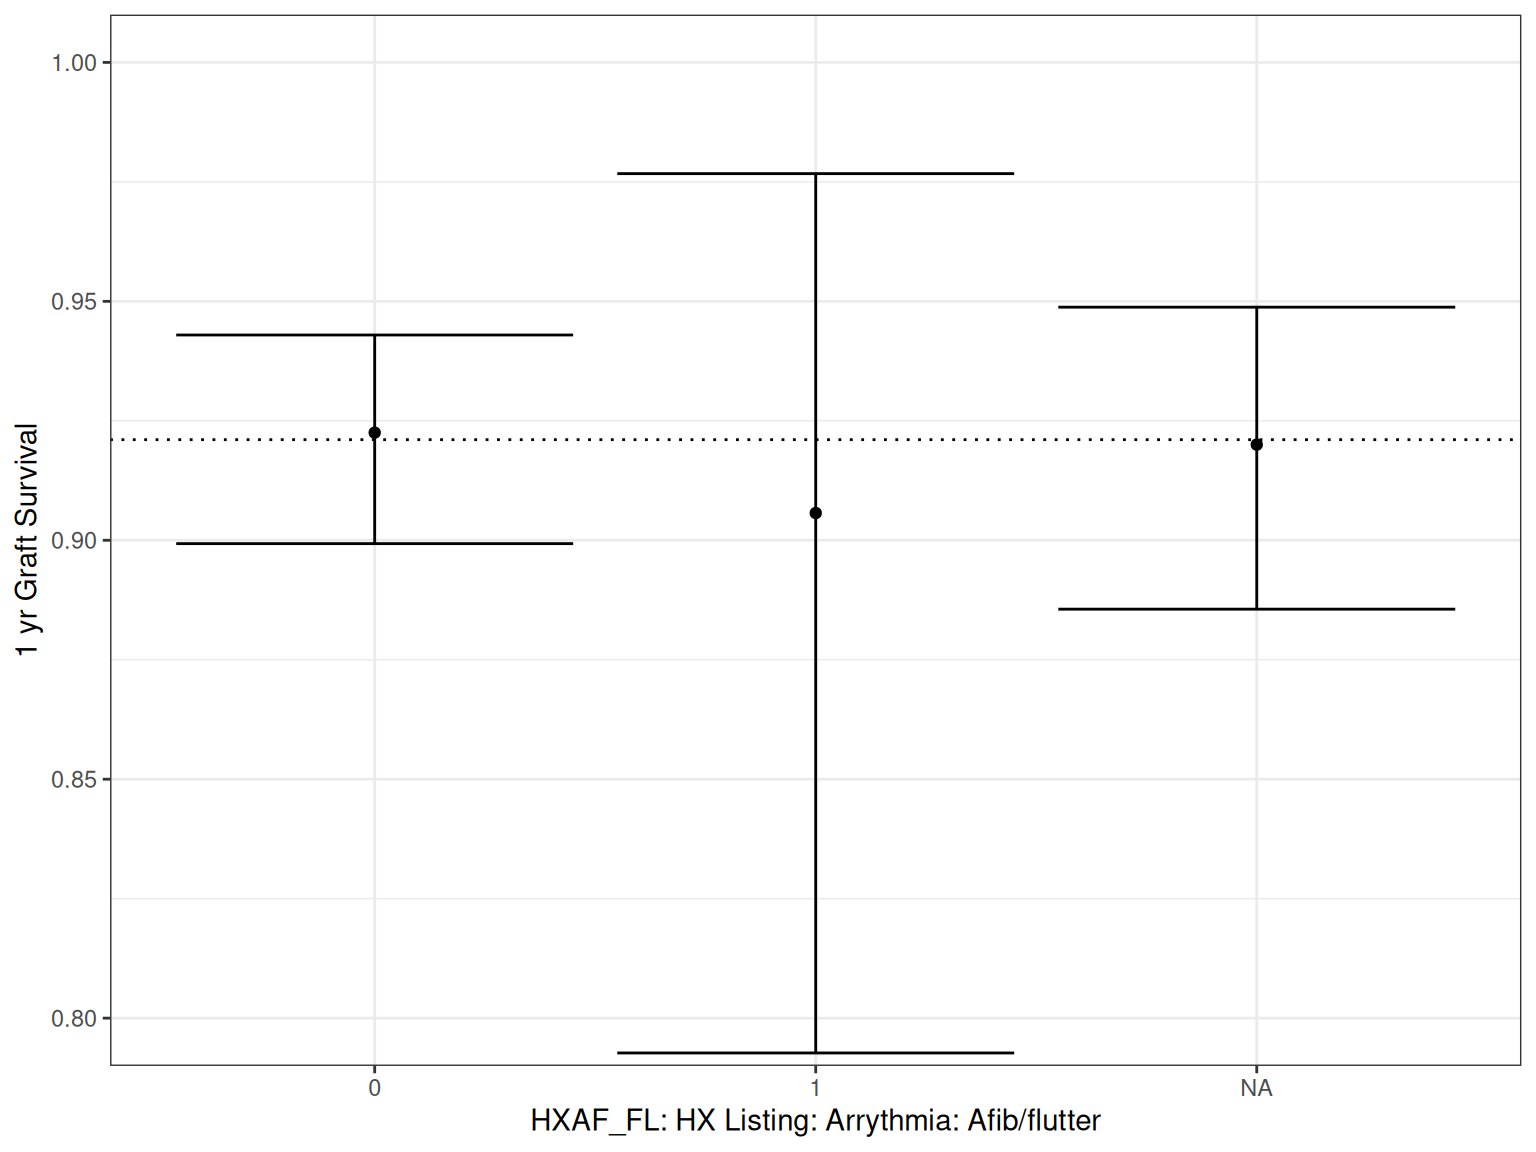 1.00
0.95
0.90
0.85
0.80
1 yr Graft Survival
0 1 NA
HXAF_FL: HX Listing: Arrythmia: Afib/flutter